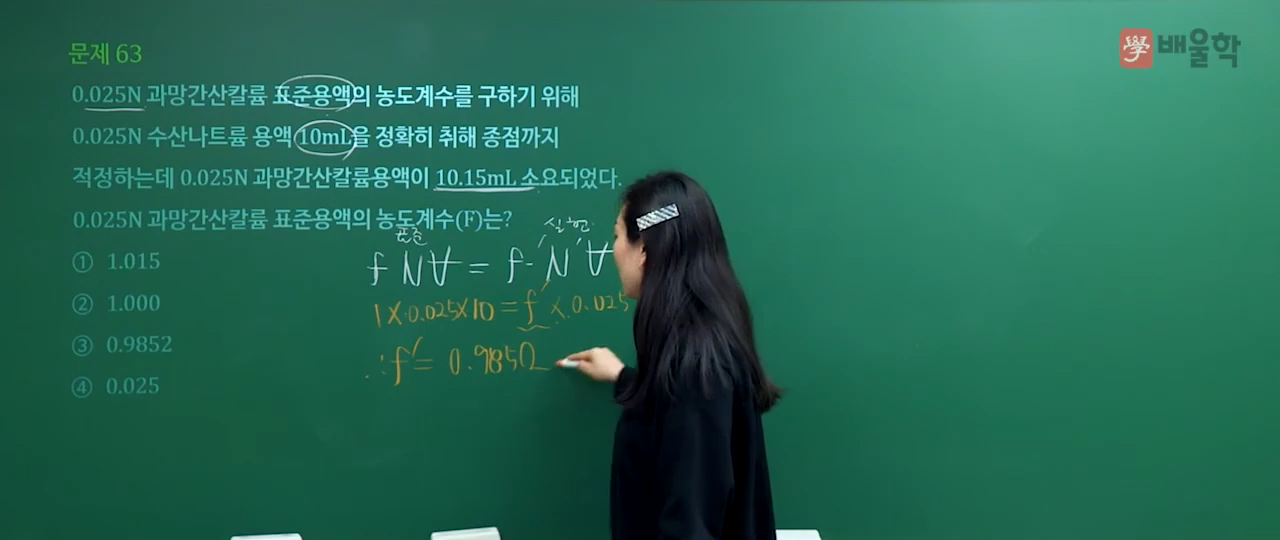 문제 63
學 배울학
0.025N 과망간산칼륨 표준용액의 농도계수를 구하기 위해
0.025N 수산나트륨 용액 10mL을 정확히 취해 종점까지
적정하는데 0.025N 과망간산칼륨용액이 10.15mL 소요되었다.
0.025N 과망간산칼륨 표준용액의 농도계수(F)는?
① 1.015
② 1.000
③ 0.9852
④ 0.025
표준 실험
f N V = f' N' V
1 × 0.025 × 10 = f' × 0.025
∴ f' = 0.9852